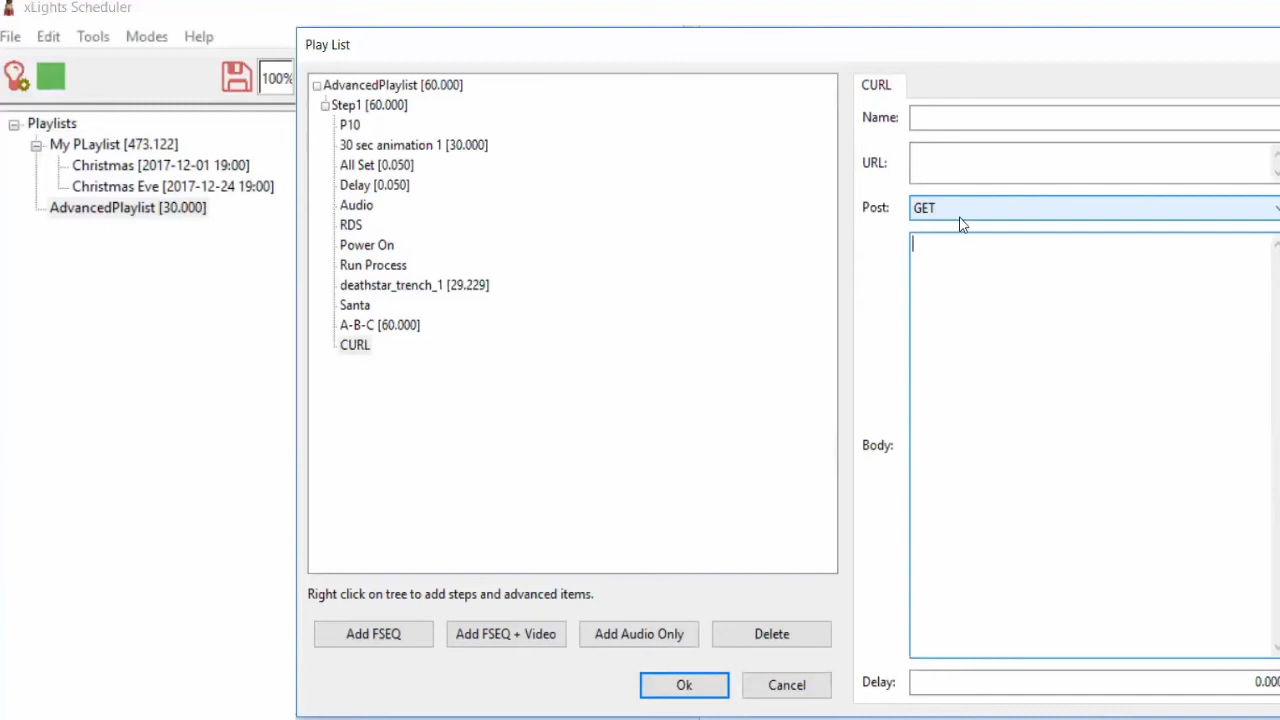 xLights Scheduler
File Edit Tools Modes Help
100%
Playlists
My PLaylist [473.122]
Christmas [2017-12-01 19:00]
Christmas Eve [2017-12-24 19:00]
AdvancedPlaylist [30.000]
Play List
AdvancedPlaylist [60.000]
Step1 [60.000]
P10
30 sec animation 1 [30.000]
All Set [0.050]
Delay [0.050]
Audio
RDS
Power On
Run Process
deathstar_trench_1 [29.229]
Santa
A-B-C [60.000]
CURL
Right click on tree to add steps and advanced items.
Add FSEQ Add FSEQ + Video Add Audio Only Delete
Ok Cancel
CURL
Name:
URL:
Post: GET
Body:
Delay: 0.000